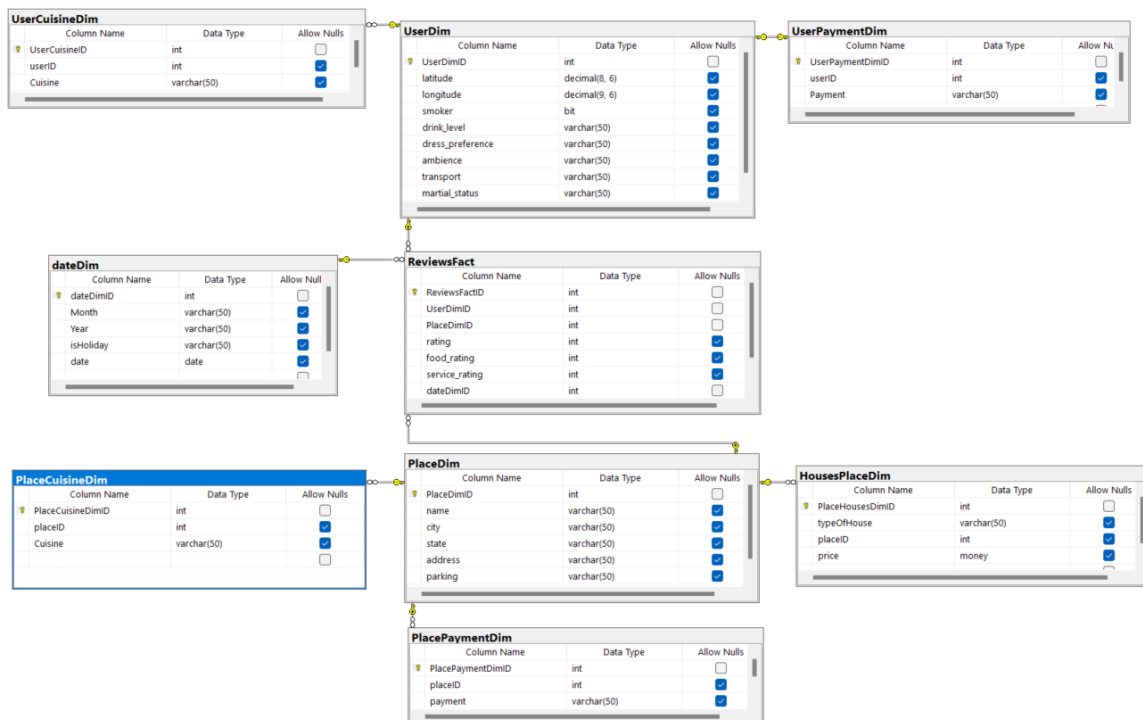 UserCuisineDim
Column Name Data Type Allow Nulls
UserCuisineID int
userID int
Cuisine varchar(50)
UserDim
Column Name Data Type Allow Nulls
UserDimID int
latitude decimal(8, 6)
longitude decimal(9, 6)
smoker bit
drink_level varchar(50)
dress_preference varchar(50)
ambience varchar(50)
transport varchar(50)
martial_status varchar(50)
UserPaymentDim
Column Name Data Type Allow Nu
UserPaymentDimID int
userID int
Payment varchar(50)
dateDim
Column Name Data Type Allow Null
dateDimID int
Month varchar(50)
Year varchar(50)
isHoliday varchar(50)
date date
ReviewsFact
Column Name Data Type Allow Nulls
ReviewsFactID int
UserDimID int
PlaceDimID int
rating int
food_rating int
service_rating int
dateDimID int
PlaceCuisineDim
Column Name Data Type Allow Nulls
PlaceCuisineDimID int
placeID int
Cuisine varchar(50)
PlaceDim
Column Name Data Type Allow Nulls
PlaceDimID int
name varchar(50)
city varchar(50)
state varchar(50)
address varchar(50)
parking varchar(50)
HousesPlaceDim
Column Name Data Type Allow Nulls
PlaceHousesDimID int
typeOfHouse varchar(50)
placeID int
price money
PlacePaymentDim
Column Name Data Type Allow Nulls
PlacePaymentDimID int
placeID int
payment varchar(50)